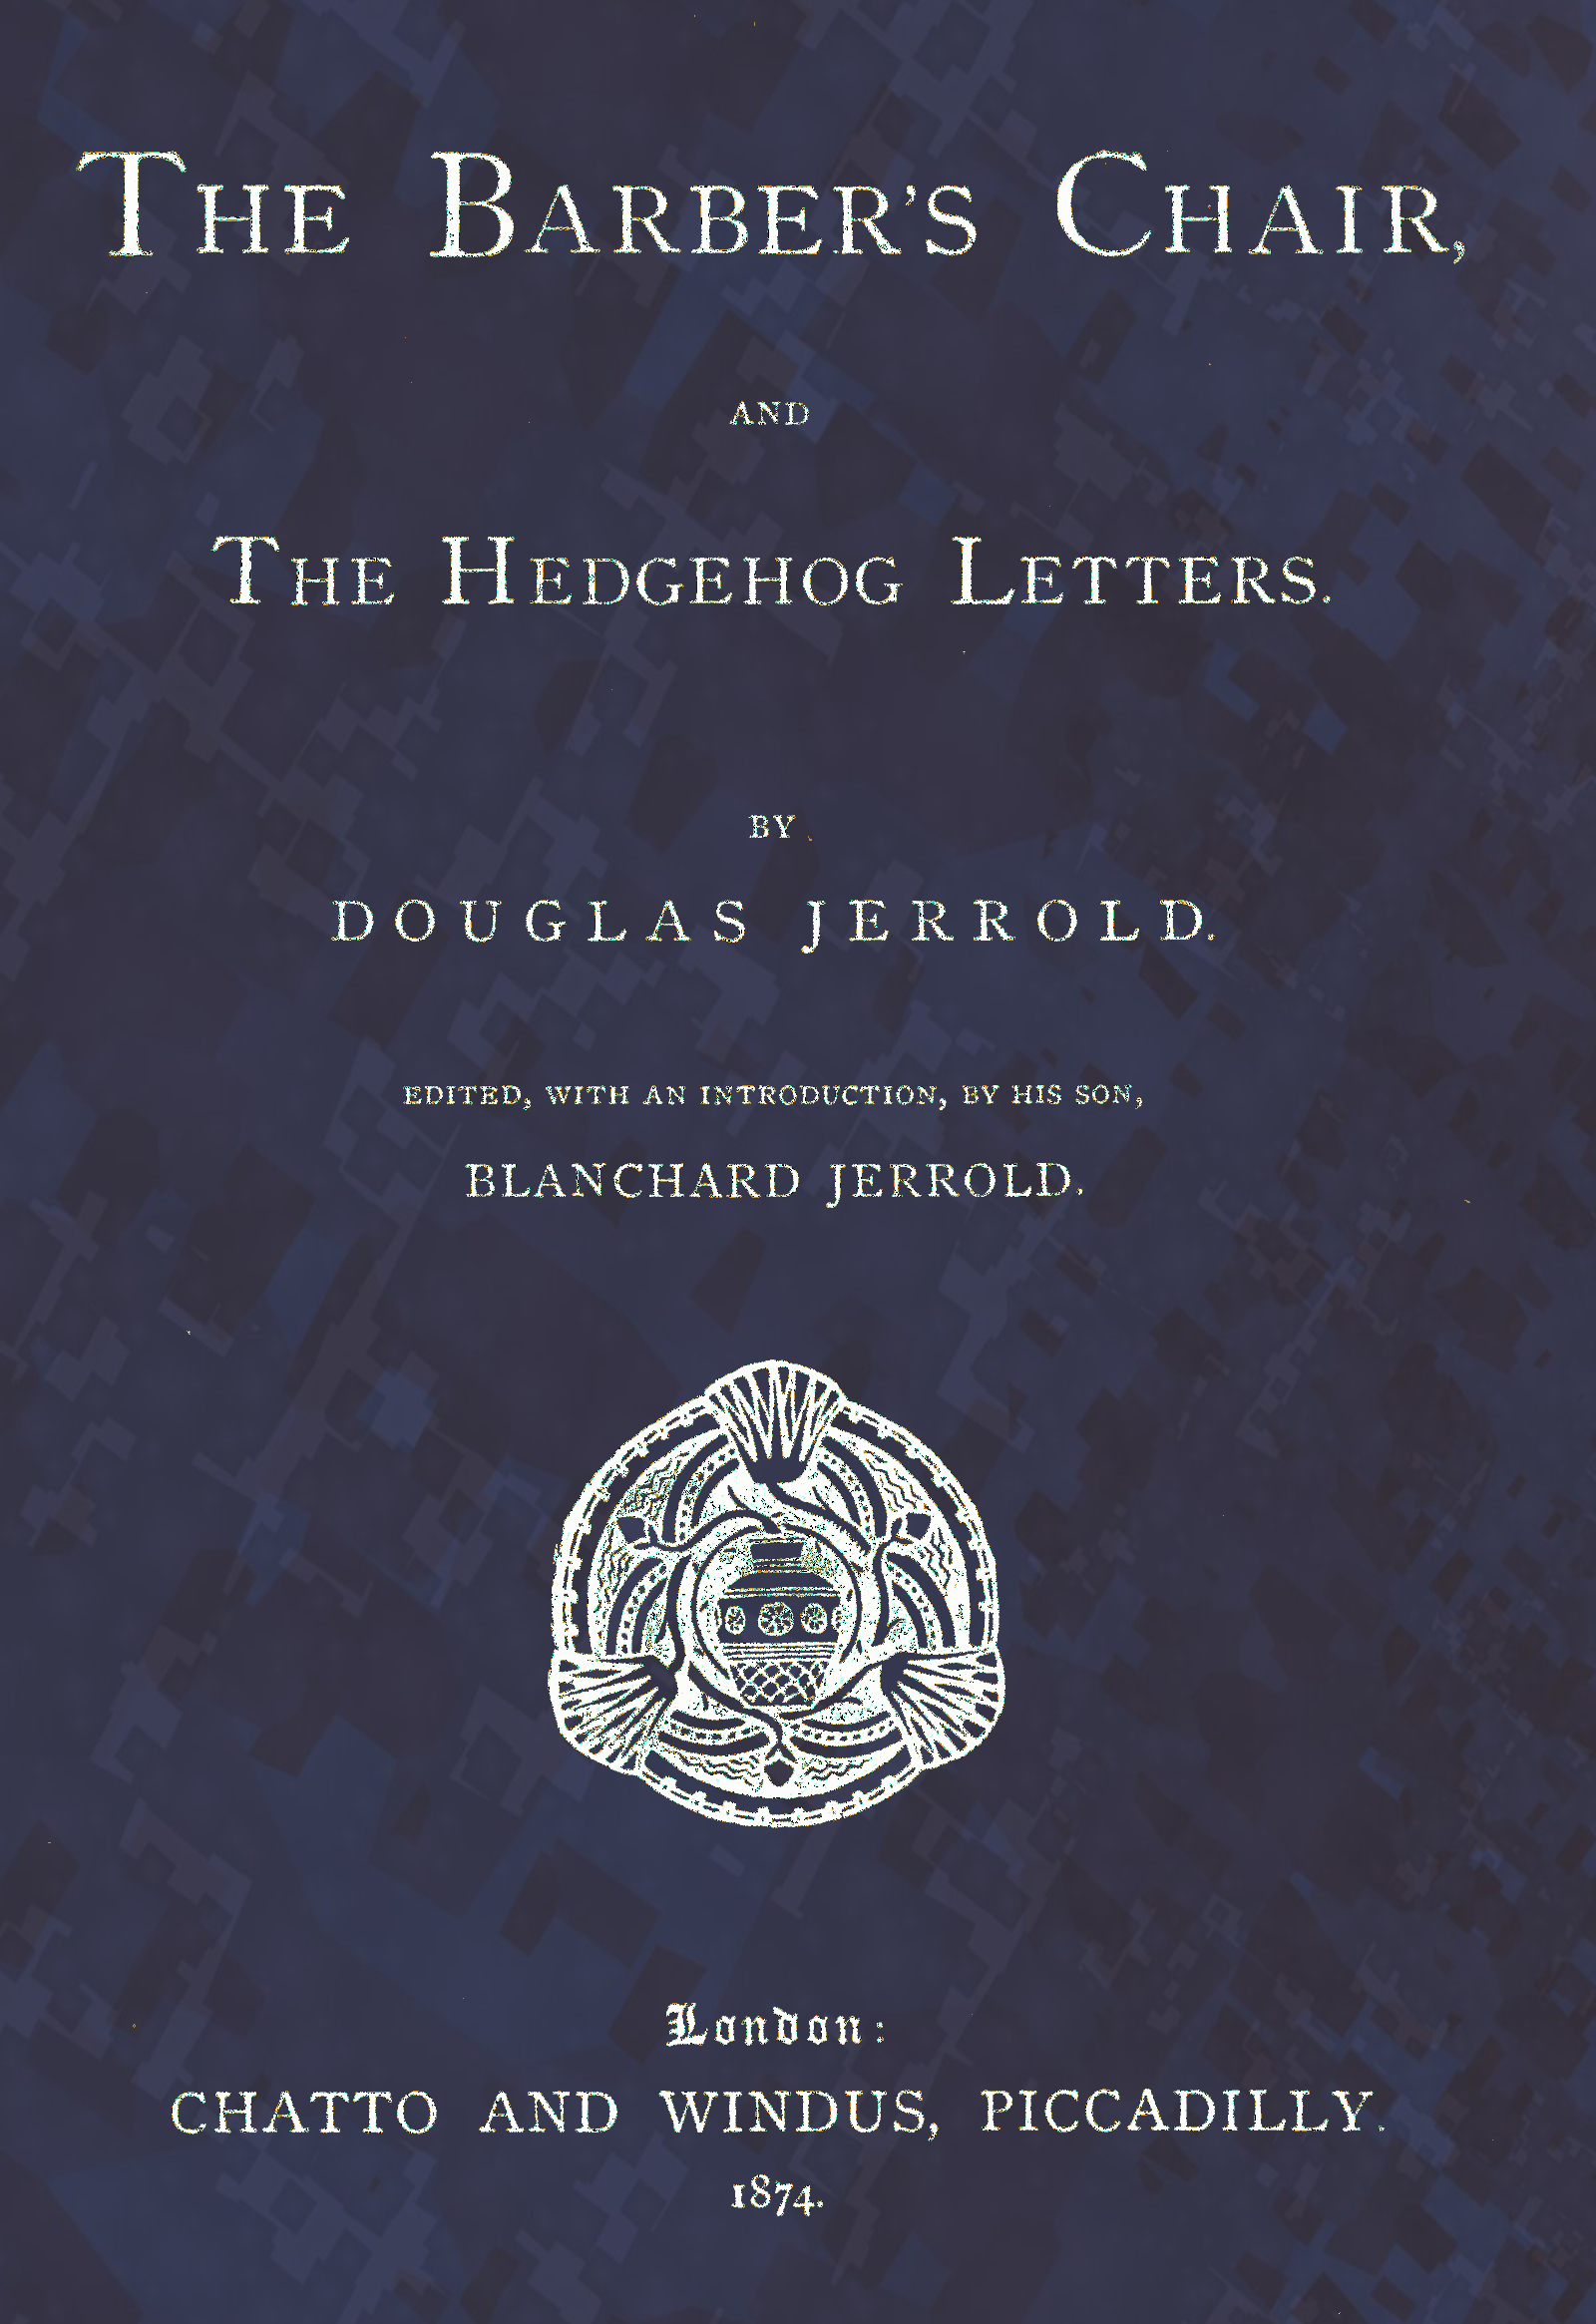 THE BARBER'S CHAIR,
AND
THE HEDGEHOG LETTERS.
BY
DOUGLAS JERROLD.
EDITED, WITH AN INTRODUCTION, BY HIS SON,
BLANCHARD JERROLD.
London:
CHATTO AND WINDUS, PICCADILLY.
1874.